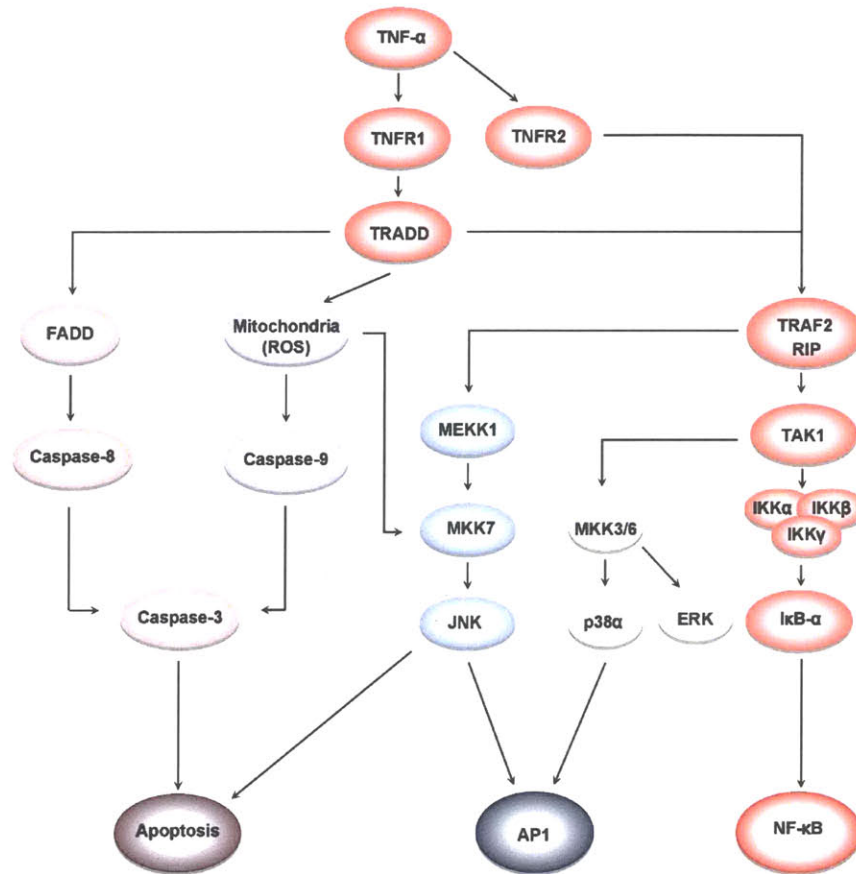 TNF-α
TNFR1
TNFR2
TRADD
FADD
Mitochondria
(ROS)
TRAF2
RIP
MEKK1
TAK1
Caspase-8
Caspase-9
IKKα
IKKβ
IKKγ
MKK7
MKK3/6
Caspase-3
JNK
p38α
ERK
IκB-α
Apoptosis
AP1
NF-κB